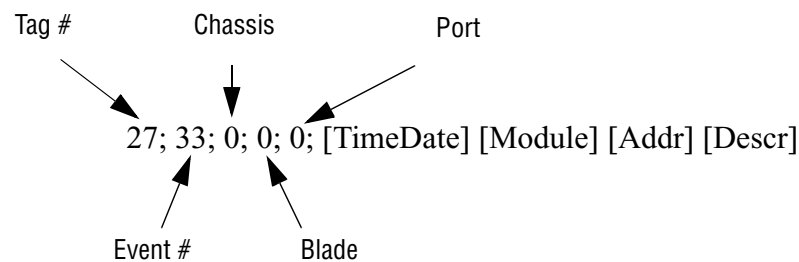 Tag # Chassis Port
27; 33; 0; 0; 0; [TimeDate] [Module] [Addr] [Descr]
Event # Blade